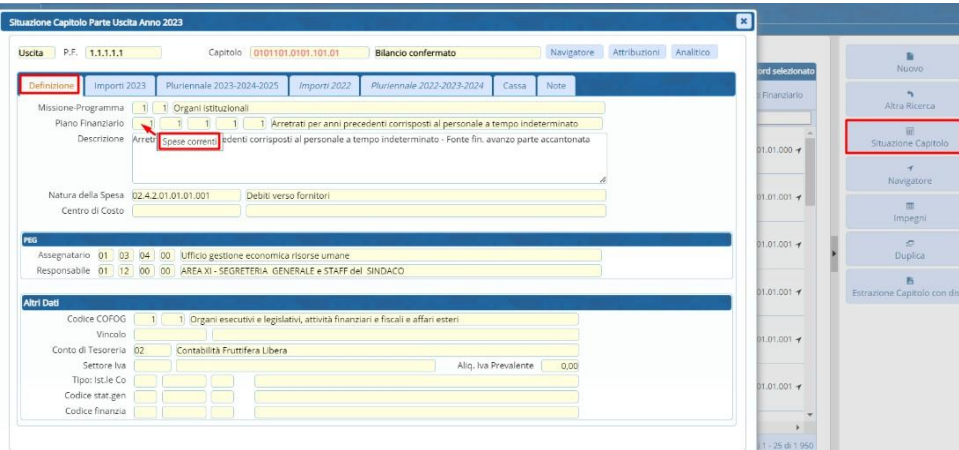 Situazione Capitolo Parte Uscita Anno 2023
Uscita P.F. 1.1.1.1.1 Capitolo 0101101.0101.101.01 Bilancio confermato Navigatore Attribuzioni Analitico
Definizione Importi 2023 Pluriennale 2023-2024-2025 Importi 2022 Pluriennale 2022-2023-2024 Cassa Note
Missione-Programma 1 1 Organi istituzionali
Piano Finanziario 1 1 1 1 1 Arretrati per anni precedenti corrisposti al personale a tempo indeterminato
Descrizione Arretr Spese correnti edenti corrisposti al personale a tempo indeterminato - Fonte fin. avanzo parte accantonata
Natura della Spesa 02.4.2.01.01.01.001 Debiti verso fornitori
Centro di Costo
PEG
Assegnatario 01 03 04 00 Ufficio gestione economica risorse umane
Responsabile 01 12 00 00 AREA XI - SEGRETERIA GENERALE e STAFF del SINDACO
Altri Dati
Codice COFOG 1 1 Organi esecutivi e legislativi, attività finanziari e fiscali e affari esteri
Vincolo
Conto di Tesoreria 02 Contabilità Fruttifera Libera
Settore Iva Aliq. Iva Prevalente 0,00
Tipo: Ist.le Co
Codice stat.gen
Codice finanzia
ord selezionato
Finanziario
01.01.000
01.01.001
01.01.001
01.01.001
01.01.001
01.01.001
1 - 25 di 1.950
Nuovo
Altra Ricerca
Situazione Capitolo
Navigatore
Impegni
Duplica
Estrazione Capitolo con dis